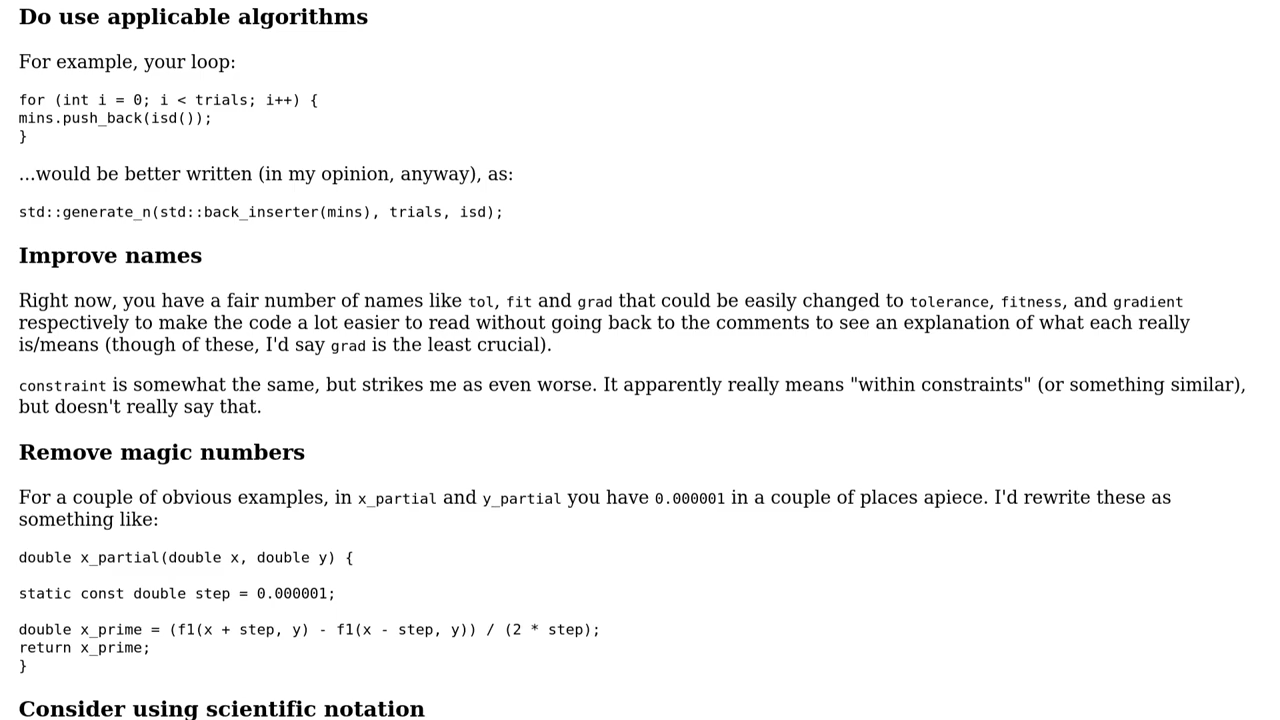 Do use applicable algorithms
For example, your loop:
for (int i = 0; i < trials; i++) {
mins.push_back(isd());
}
...would be better written (in my opinion, anyway), as:
std::generate_n(std::back_inserter(mins), trials, isd);
Improve names
Right now, you have a fair number of names like tol, fit and grad that could be easily changed to tolerance, fitness, and gradient
respectively to make the code a lot easier to read without going back to the comments to see an explanation of what each really
is/means (though of these, I'd say grad is the least crucial).
constraint is somewhat the same, but strikes me as even worse. It apparently really means "within constraints" (or something similar),
but doesn't really say that.
Remove magic numbers
For a couple of obvious examples, in x_partial and y_partial you have 0.000001 in a couple of places apiece. I'd rewrite these as
something like:
double x_partial(double x, double y) {
static const double step = 0.000001;
double x_prime = (f1(x + step, y) - f1(x - step, y)) / (2 * step);
return x_prime;
}
Consider using scientific notation